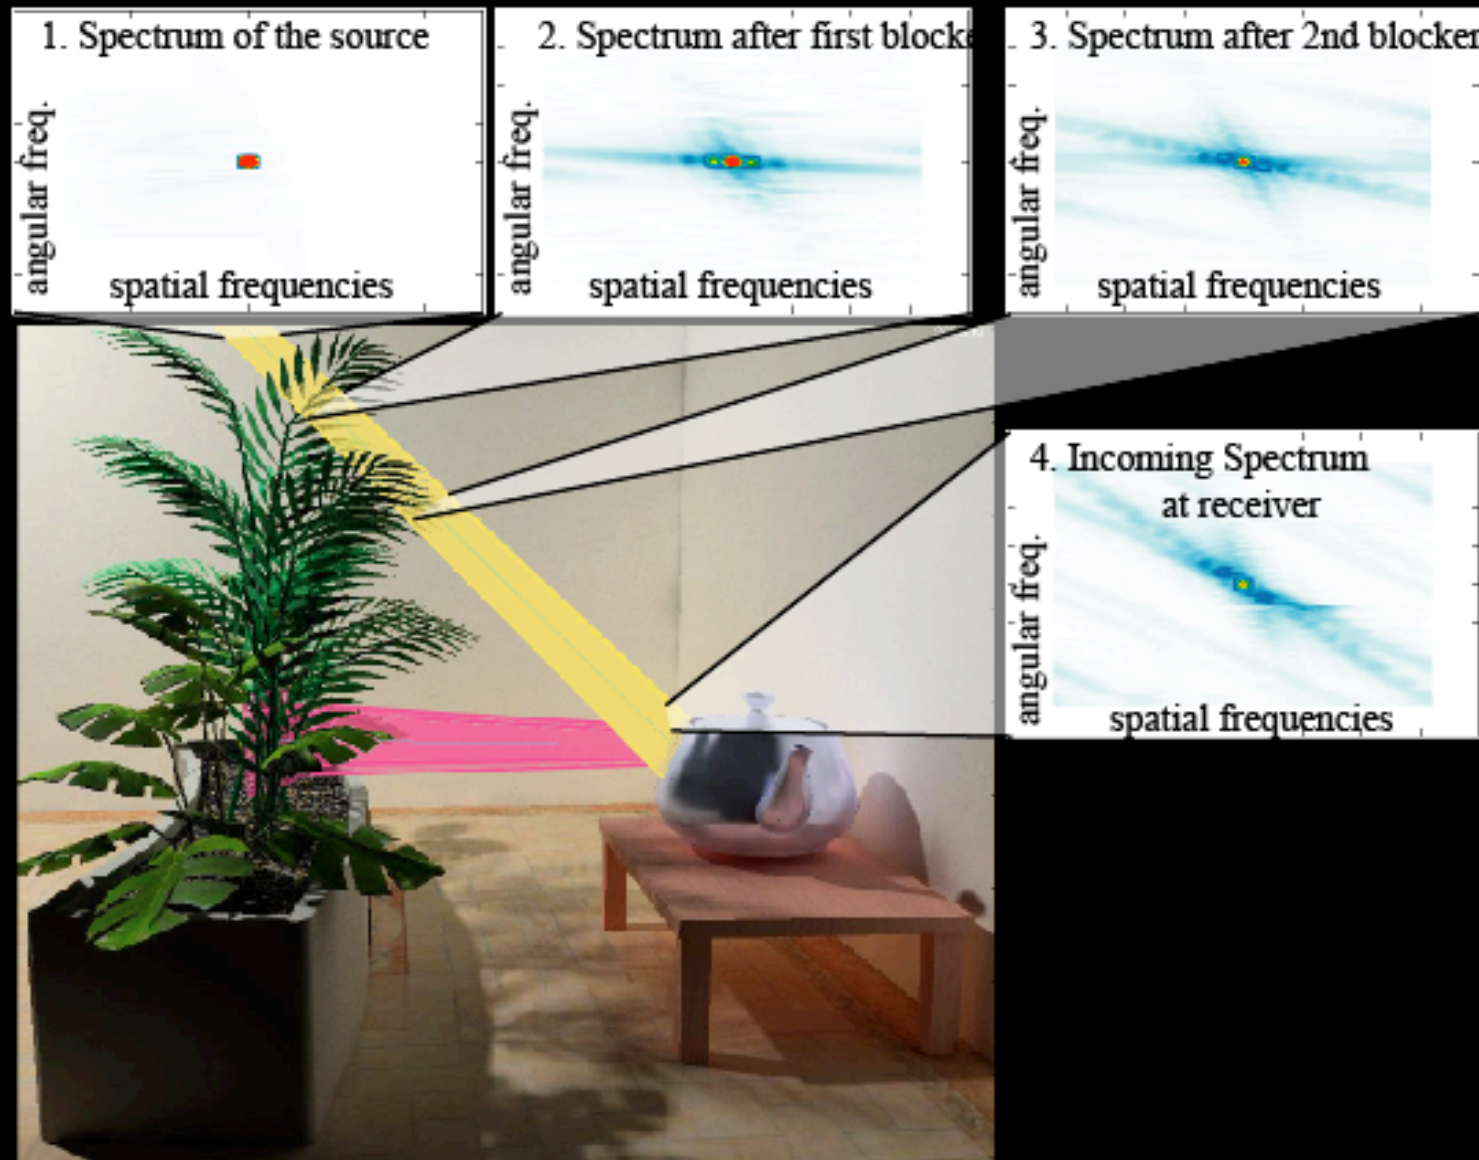 1. Spectrum of the source
angular freq.
spatial frequencies
2. Spectrum after first blocke
angular freq.
spatial frequencies
3. Spectrum after 2nd blocker
angular freq.
spatial frequencies
4. Incoming Spectrum
at receiver
angular freq.
spatial frequencies